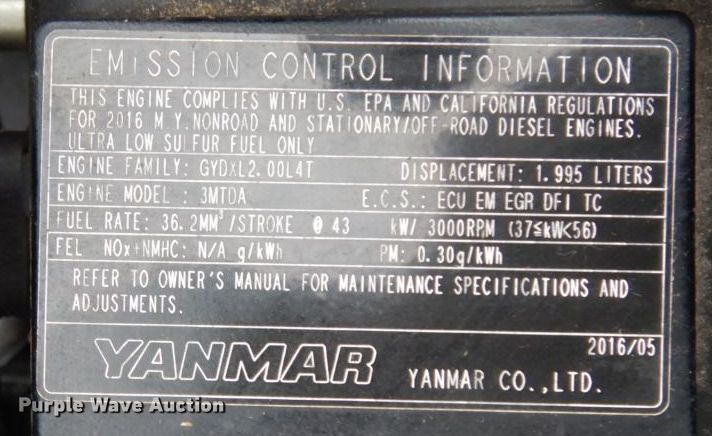 EMISSION CONTROL INFORMATION
THIS ENGINE COMPLIES WITH U.S. EPA AND CALIFORNIA REGULATIONS
FOR 2016 M Y.NONROAD AND STATIONARY/OFF-ROAD DIESEL ENGINES.
ULTRA LOW SULFUR FUEL ONLY
ENGINE FAMILY: GYDXL2.00L4T DISPLACEMENT: 1.995 LITERS
ENGINE MODEL : 3MTDA E.C.S.: ECU EM EGR DFI TC
FUEL RATE: 36.2MM³/STROKE @ 43 kW/ 3000RPM (37≦kW<56)
FEL NOx+NMHC: N/A g/kWh PM: 0.30g/kWh
REFER TO OWNER'S MANUAL FOR MAINTENANCE SPECIFICATIONS AND
ADJUSTMENTS.
2016/05
YANMAR YANMAR CO.,LTD.
Purple Wave Auction